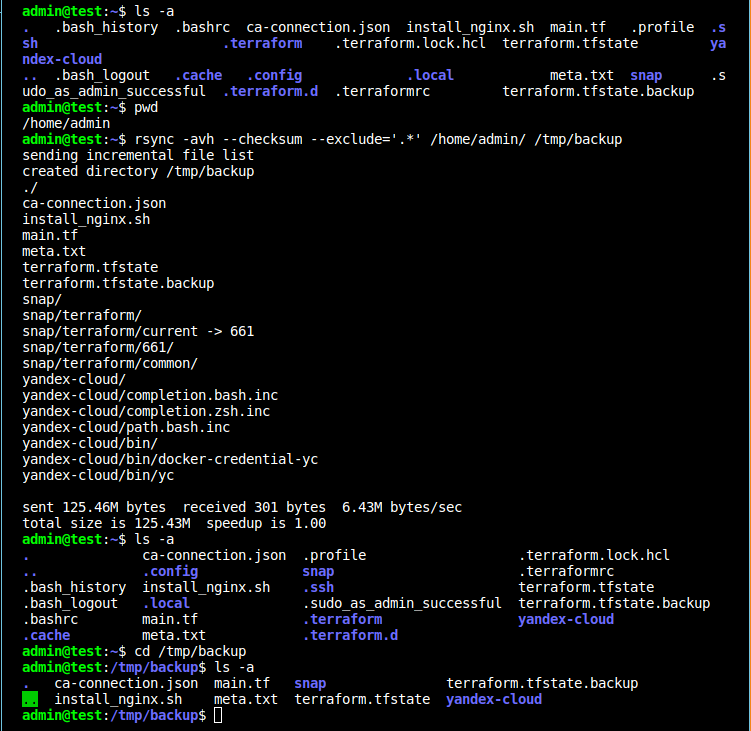 admin@test:~$ ls -a
.   .bash_history  .bashrc  ca-connection.json  install_nginx.sh  main.tf  .profile  .s
sh                       .terraform    .terraform.lock.hcl  terraform.tfstate         ya
ndex-cloud
..  .bash_logout   .cache   .config             .local            meta.txt  snap      .s
udo_as_admin_successful  .terraform.d  .terraformrc         terraform.tfstate.backup
admin@test:~$ pwd
/home/admin
admin@test:~$ rsync -avh --checksum --exclude='.*' /home/admin/ /tmp/backup
sending incremental file list
created directory /tmp/backup
./
ca-connection.json
install_nginx.sh
main.tf
meta.txt
terraform.tfstate
terraform.tfstate.backup
snap/
snap/terraform/
snap/terraform/current -> 661
snap/terraform/661/
snap/terraform/common/
yandex-cloud/
yandex-cloud/completion.bash.inc
yandex-cloud/completion.zsh.inc
yandex-cloud/path.bash.inc
yandex-cloud/bin/
yandex-cloud/bin/docker-credential-yc
yandex-cloud/bin/yc

sent 125.46M bytes  received 301 bytes  6.43M bytes/sec
total size is 125.43M  speedup is 1.00
admin@test:~$ ls -a
.              ca-connection.json  .profile                   .terraform.lock.hcl
..             .config             snap                       .terraformrc
.bash_history  install_nginx.sh    .ssh                       terraform.tfstate
.bash_logout   .local              .sudo_as_admin_successful  terraform.tfstate.backup
.bashrc        main.tf             .terraform                 yandex-cloud
.cache         meta.txt            .terraform.d
admin@test:~$ cd /tmp/backup
admin@test:/tmp/backup$ ls -a
.   ca-connection.json  main.tf   snap               terraform.tfstate.backup
..  install_nginx.sh    meta.txt  terraform.tfstate  yandex-cloud
admin@test:/tmp/backup$